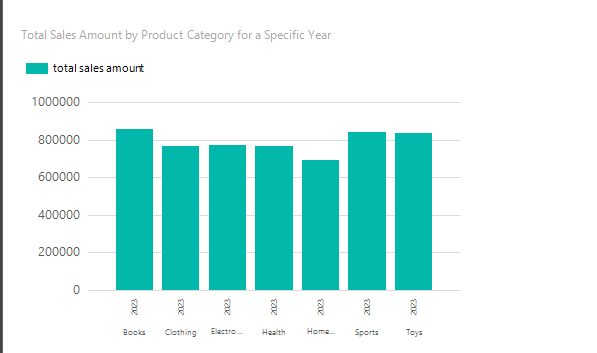 Total Sales Amount by Product Category for a Specific Year
total sales amount
1000000
800000
600000
400000
200000
0
2023 2023 2023 2023 2023 2023 2023
Books Clothing Electro... Health Home... Sports Toys